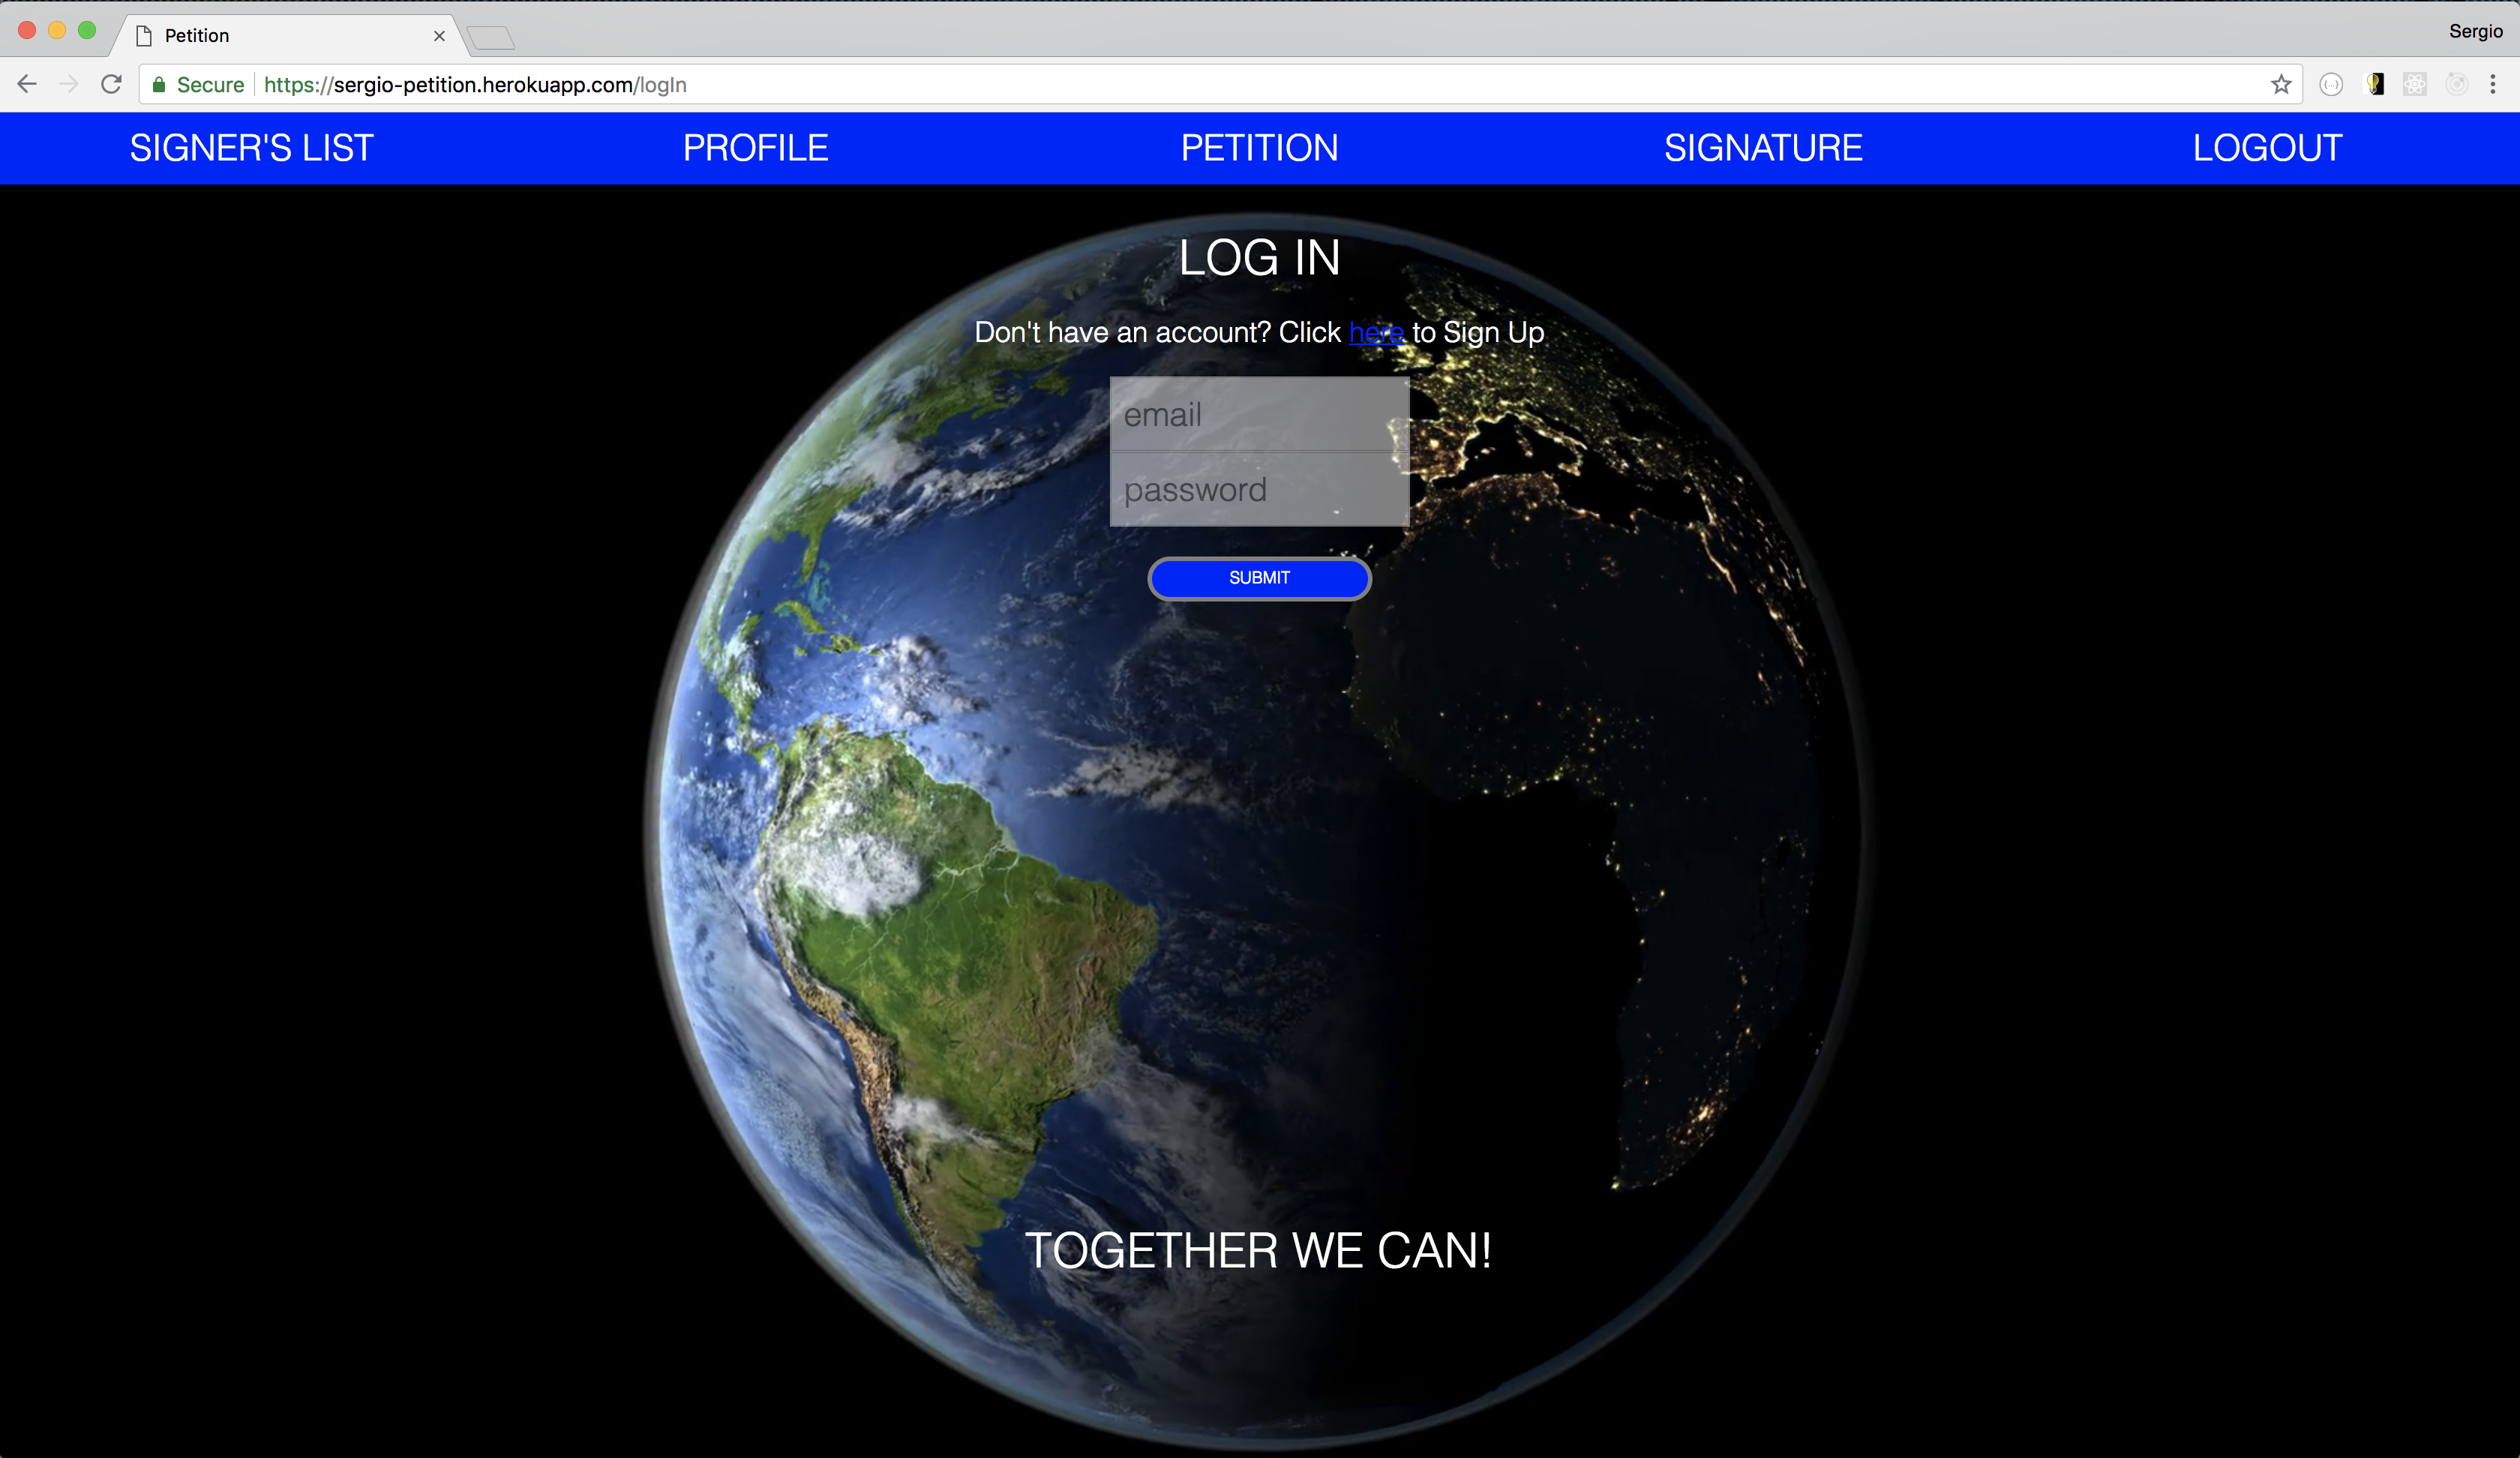 Petition
Sergio
Secure https://sergio-petition.herokuapp.com/logIn
SIGNER'S LIST PROFILE PETITION SIGNATURE LOGOUT
LOG IN
Don't have an account? Click here to Sign Up
email
password
SUBMIT
TOGETHER WE CAN!